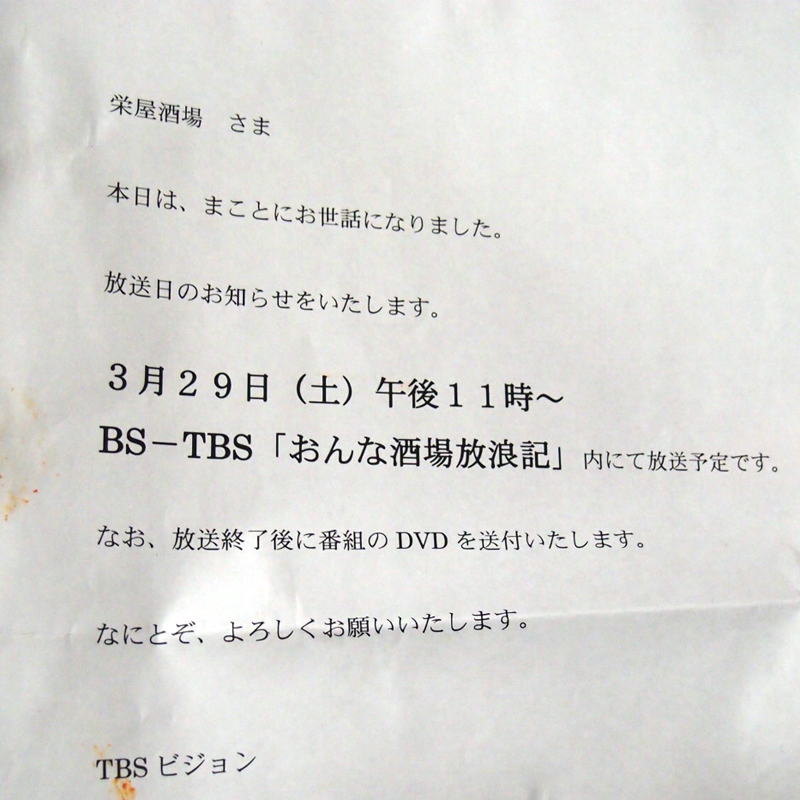 栄屋酒場　さま
本日は、まことにお世話になりました。
放送日のお知らせをいたします。
３月２９日（土）午後１１時～
BS－TBS「おんな酒場放浪記」内にて放送予定です。
なお、放送終了後に番組の DVD を送付いたします。
なにとぞ、よろしくお願いいたします。
TBS ビジョン